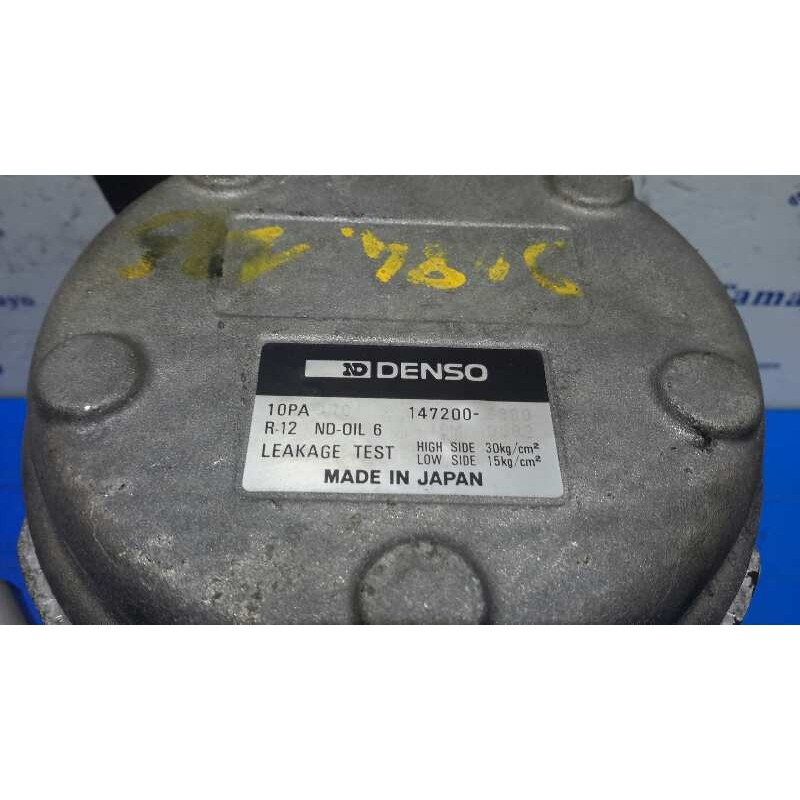 ND DENSO
10PA 147200-
R-12 ND-OIL 6
LEAKAGE TEST HIGH SIDE 30kg/cm²
LOW SIDE 15kg/cm²
MADE IN JAPAN